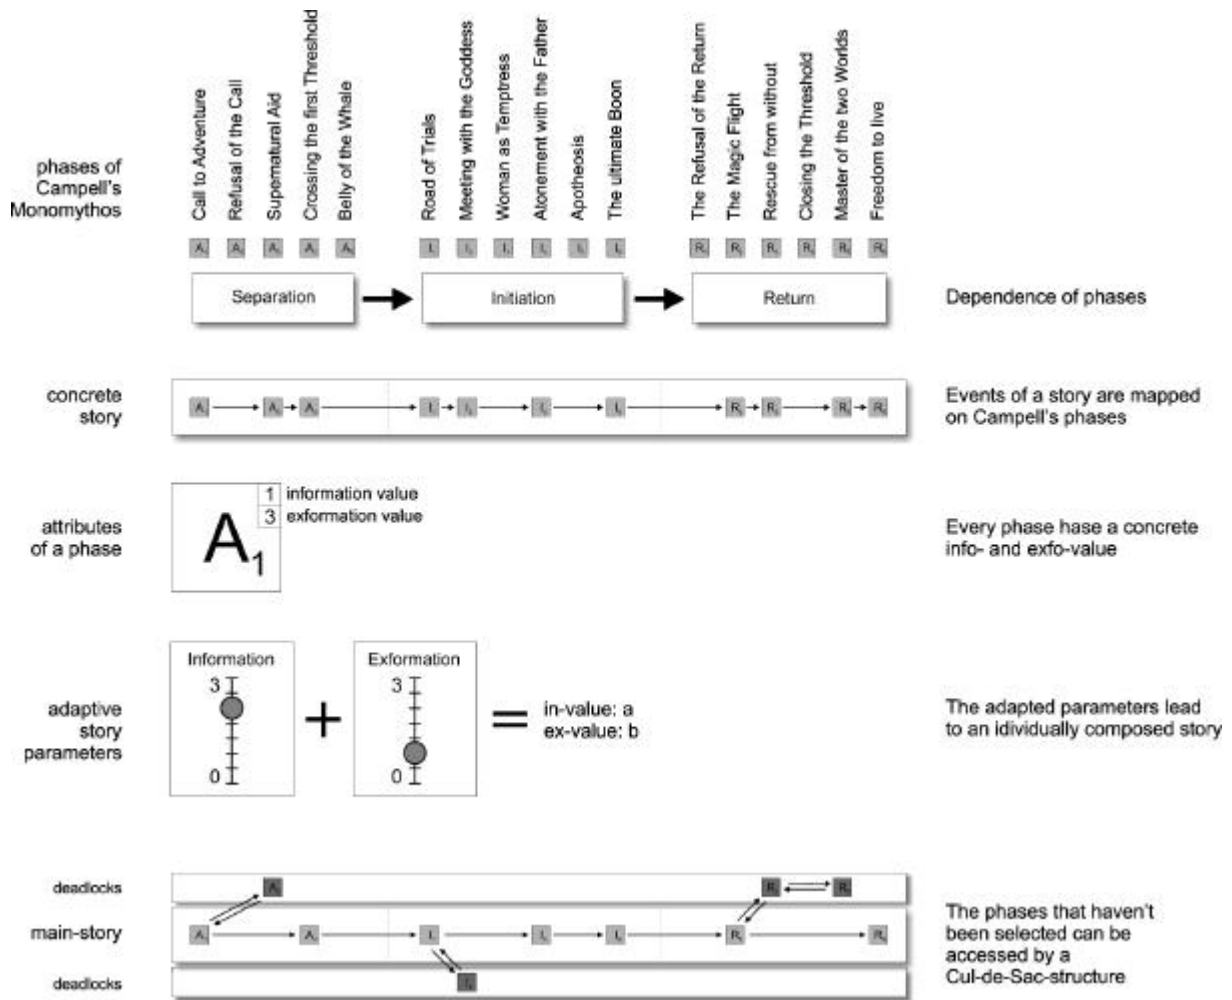 phases of
Campell's
Monomythos
Call to Adventure
Refusal of the Call
Supernatural Aid
Crossing the first Threshold
Belly of the Whale
Road of Trials
Meeting with the Goddess
Woman as Temptress
Atonement with the Father
Apotheosis
The ultimate Boon
The Refusal of the Return
The Magic Flight
Rescue from without
Closing the Threshold
Master of the two Worlds
Freedom to live
Separation
Initiation
Return
Dependence of phases
concrete
story
Events of a story are mapped
on Campell's phases
attributes
of a phase
A1
1 information value
3 exformation value
Every phase hase a concrete
info- and exfo-value
adaptive
story
parameters
Information
3
0
+
Exformation
3
0
=
in-value: a
ex-value: b
The adapted parameters lead
to an idividually composed story
deadlocks
main-story
deadlocks
The phases that haven't
been selected can be
accessed by a
Cul-de-Sac-structure